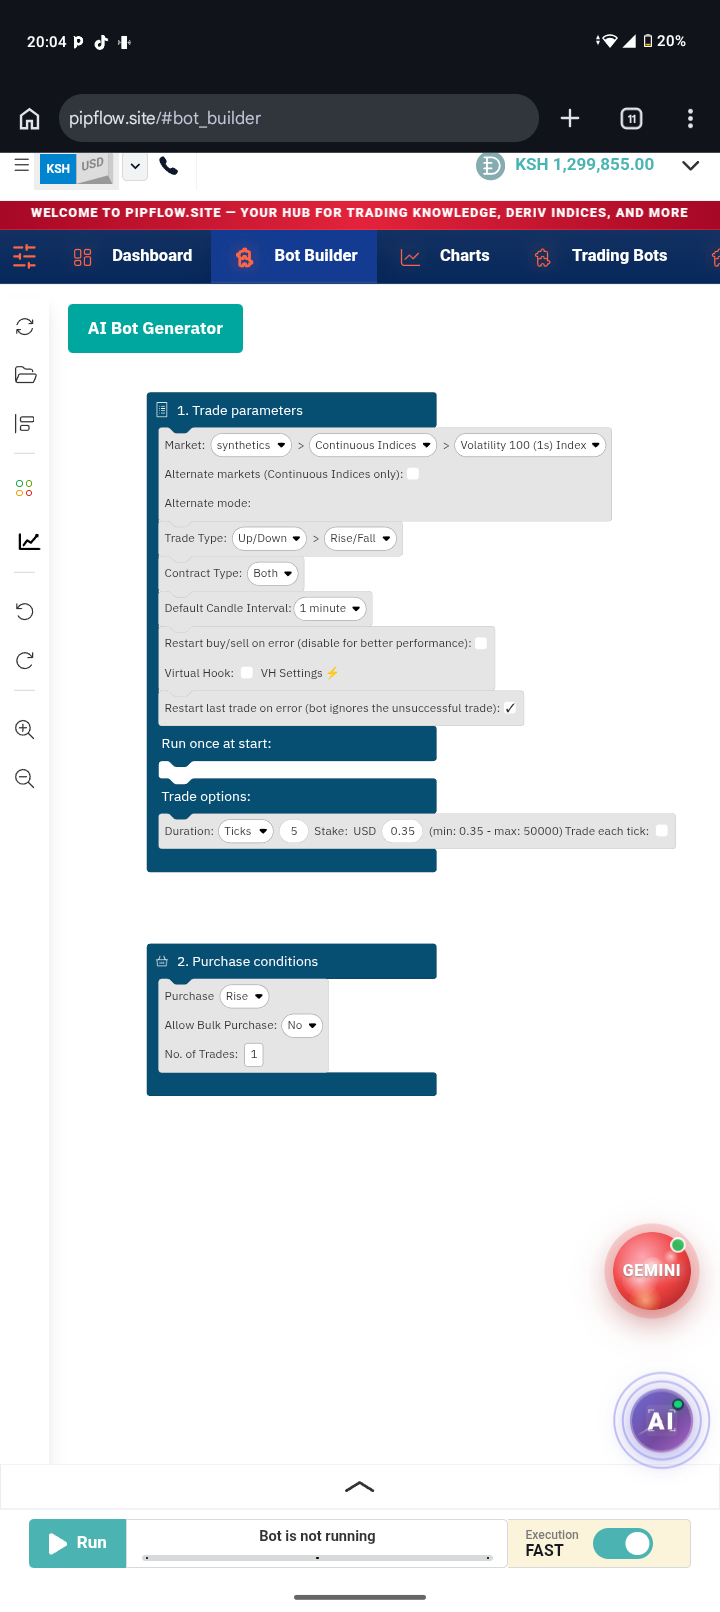 20:04
20%
pipflow.site/#bot_builder
11
KSH USD
KSH 1,299,855.00
WELCOME TO PIPFLOW.SITE — YOUR HUB FOR TRADING KNOWLEDGE, DERIV INDICES, AND MORE
Dashboard Bot Builder Charts Trading Bots
AI Bot Generator
1. Trade parameters
Market: synthetics > Continuous Indices > Volatility 100 (1s) Index
Alternate markets (Continuous Indices only):
Alternate mode:
Trade Type: Up/Down > Rise/Fall
Contract Type: Both
Default Candle Interval: 1 minute
Restart buy/sell on error (disable for better performance):
Virtual Hook: VH Settings ⚡
Restart last trade on error (bot ignores the unsuccessful trade): ✓
Run once at start:
Trade options:
Duration: Ticks 5 Stake: USD 0.35 (min: 0.35 - max: 50000) Trade each tick:
2. Purchase conditions
Purchase Rise
Allow Bulk Purchase: No
No. of Trades: 1
GEMINI
AI
Run
Bot is not running
Execution
FAST